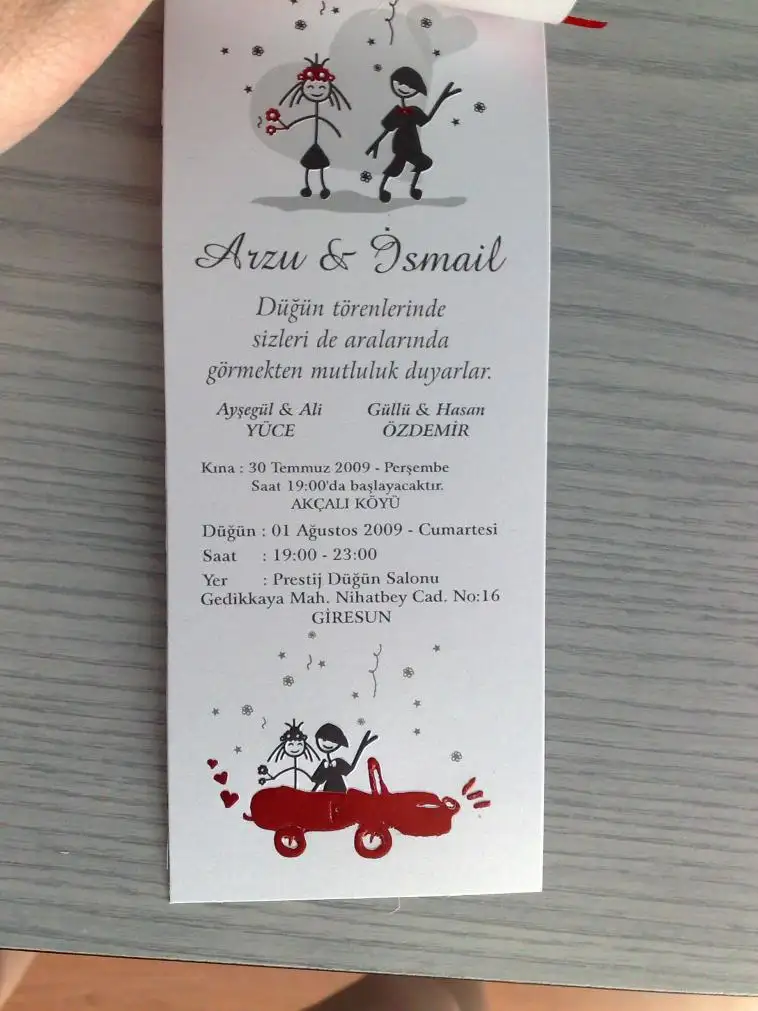 Arzu & İsmail
Düğün törenlerinde
sizleri de aralarında
görmekten mutluluk duyarlar.
Ayşegül & Ali Güllü & Hasan
YÜCE ÖZDEMİR
Kına : 30 Temmuz 2009 - Perşembe
Saat 19:00'da başlayacaktır.
AKÇALI KÖYÜ
Düğün : 01 Ağustos 2009 - Cumartesi
Saat : 19:00 - 23:00
Yer : Prestij Düğün Salonu
Gedikkaya Mah. Nihatbey Cad. No:16
GİRESUN